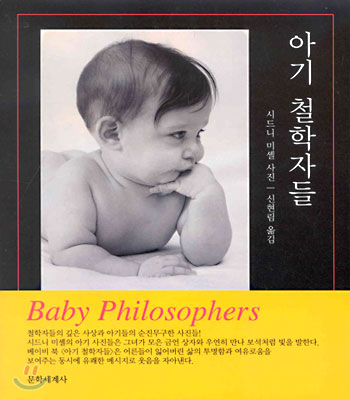 아기 철학자들
시드니 미셸 사진 | 신현림 옮김
Baby Philosophers
철학자들의 깊은 사상과 아기들의 순진무구한 사진들!
시드니 미셸의 아기 사진들은 그녀가 모은 금언 상자와 우연히 만나 보석처럼 빛을 발한다.
베이비 북 〈아기 철학자들〉은 어른들이 잃어버린 삶의 투명함과 여유로움을
보여주는 동시에 유쾌한 메시지로 웃음을 자아낸다.
문학세계사
YES24.COM